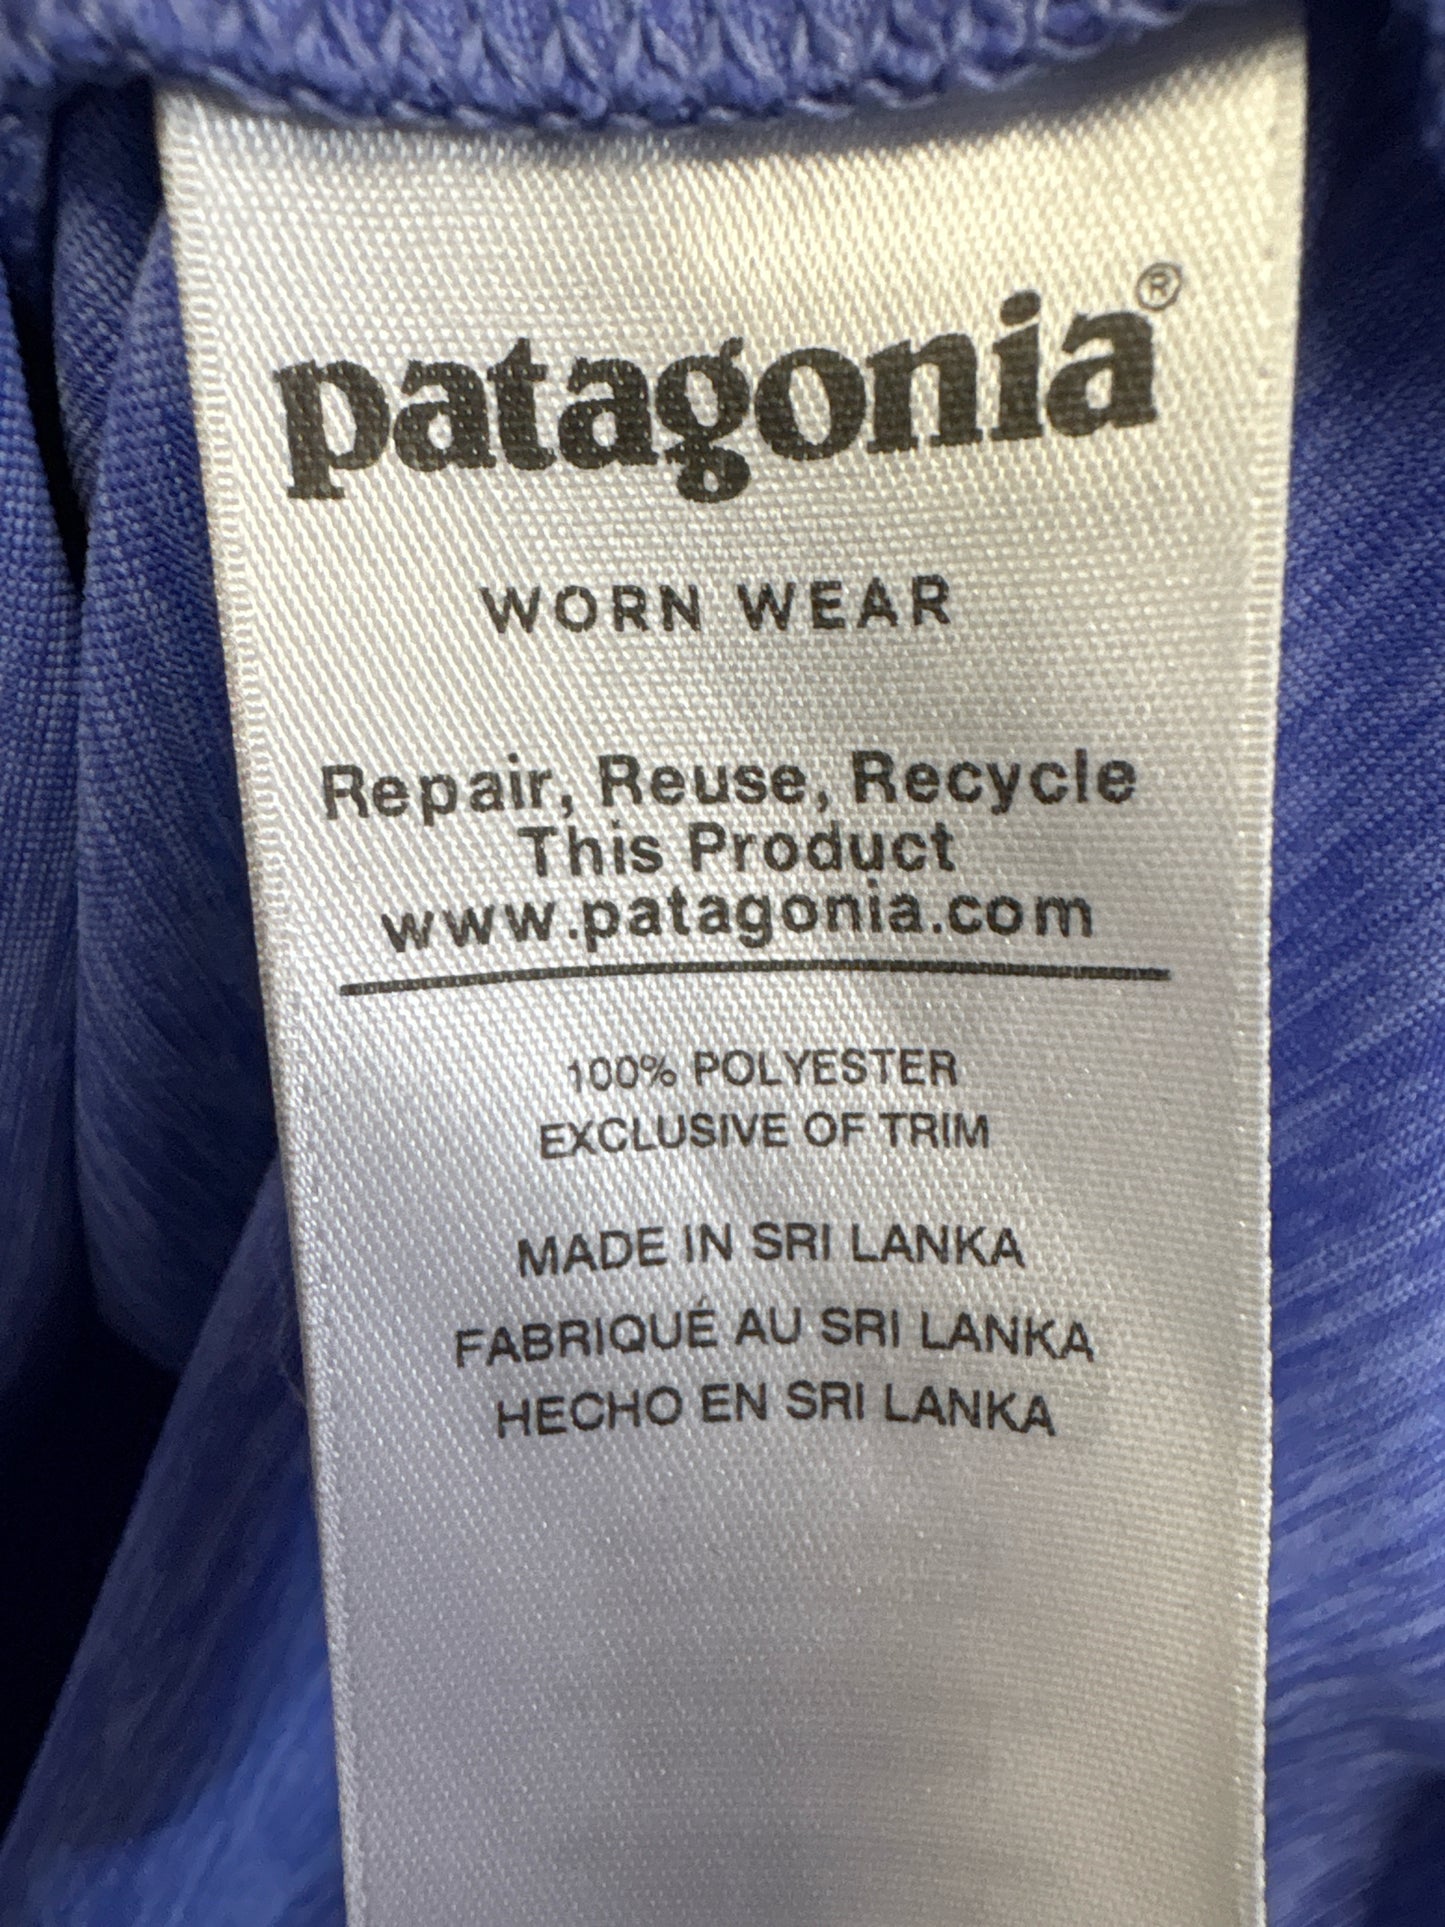 patagonia®
WORN WEAR
Repair, Reuse, Recycle
This Product
www.patagonia.com
100% POLYESTER
EXCLUSIVE OF TRIM
MADE IN SRI LANKA
FABRIQUÉ AU SRI LANKA
HECHO EN SRI LANKA